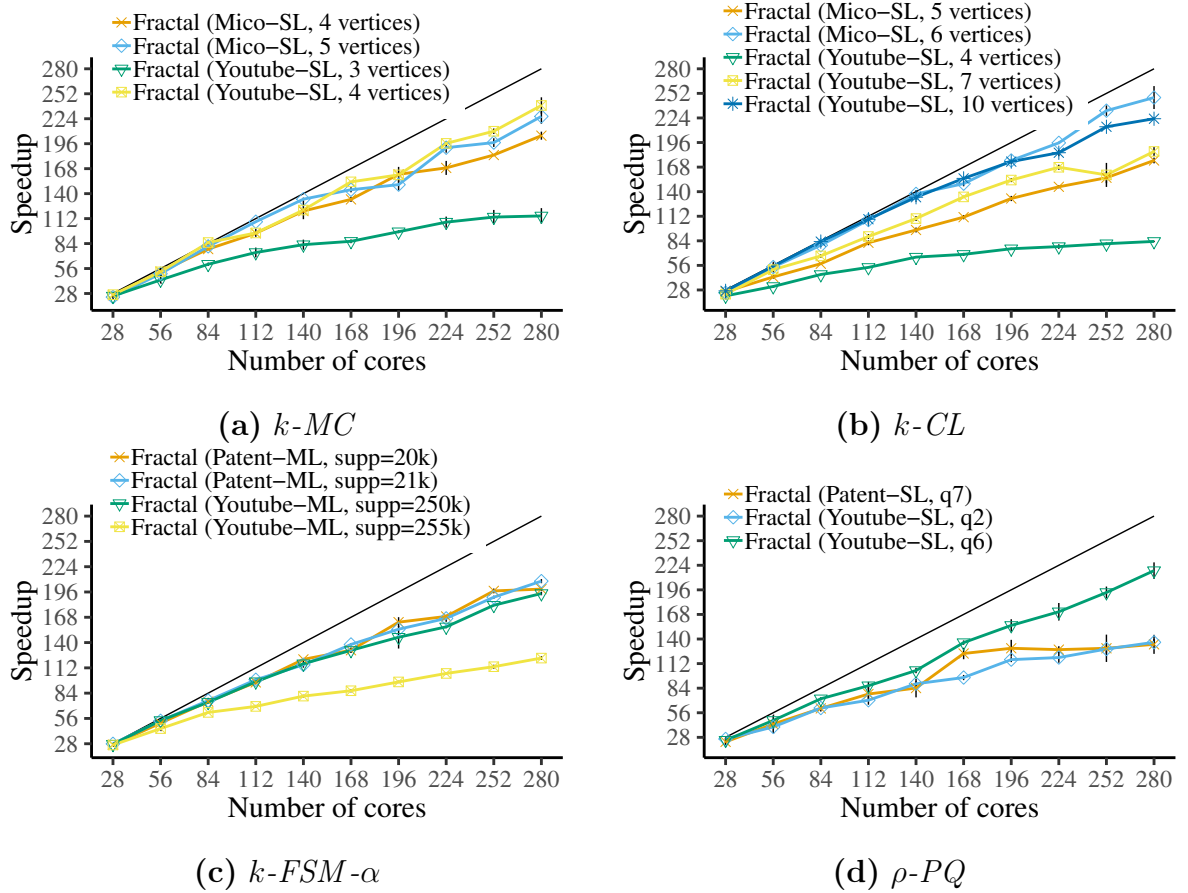 Fractal (Mico−SL, 4 vertices)
Fractal (Mico−SL, 5 vertices)
Fractal (Youtube−SL, 3 vertices)
Fractal (Youtube−SL, 4 vertices)
280
252
224
196
168
140
112
84
56
28
Speedup
28 56 84 112 140 168 196 224 252 280
Number of cores
(a) k-MC
Fractal (Mico−SL, 5 vertices)
Fractal (Mico−SL, 6 vertices)
Fractal (Youtube−SL, 4 vertices)
Fractal (Youtube−SL, 7 vertices)
Fractal (Youtube−SL, 10 vertices)
280
252
224
196
168
140
112
84
56
28
Speedup
28 56 84 112 140 168 196 224 252 280
Number of cores
(b) k-CL
Fractal (Patent−ML, supp=20k)
Fractal (Patent−ML, supp=21k)
Fractal (Youtube−ML, supp=250k)
Fractal (Youtube−ML, supp=255k)
280
252
224
196
168
140
112
84
56
28
Speedup
28 56 84 112 140 168 196 224 252 280
Number of cores
(c) k-FSM-α
Fractal (Patent−SL, q7)
Fractal (Youtube−SL, q2)
Fractal (Youtube−SL, q6)
280
252
224
196
168
140
112
84
56
28
Speedup
28 56 84 112 140 168 196 224 252 280
Number of cores
(d) ρ-PQ